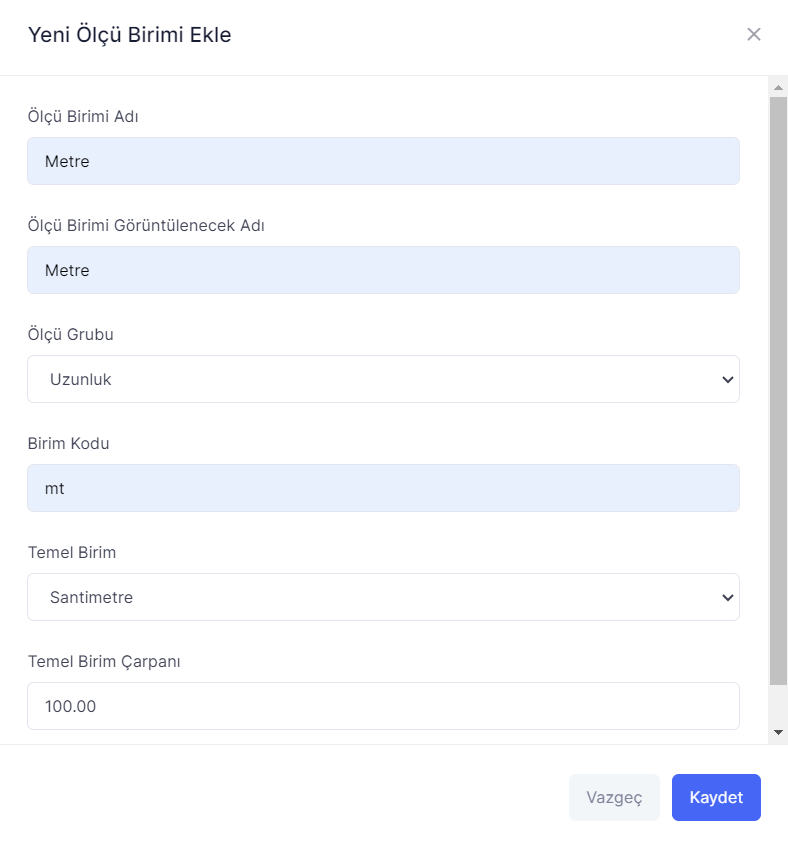 Yeni Ölçü Birimi Ekle
Ölçü Birimi Adı
Metre
Ölçü Birimi Görüntülenecek Adı
Metre
Ölçü Grubu
Uzunluk
Birim Kodu
mt
Temel Birim
Santimetre
Temel Birim Çarpanı
100.00
Vazgeç
Kaydet